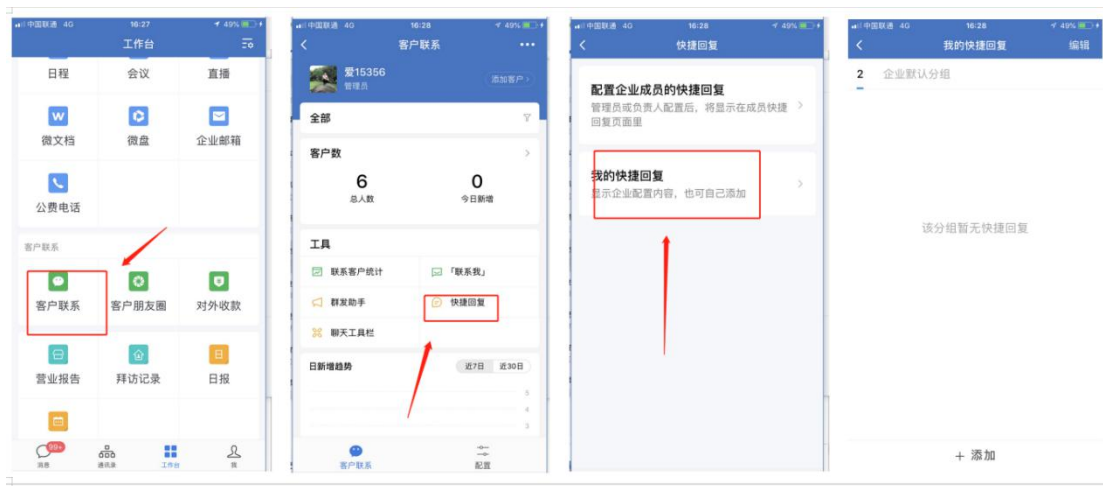 中国联通 4G 16:27 49%
工作台
日程 会议 直播
微文档 微盘 企业邮箱
公费电话
客户联系
客户联系 客户朋友圈 对外收款
营业报告 拜访记录 日报
99+
消息 通讯录 工作台 我
中国联通 4G 16:28 49%
客户联系
爱15356
管理员
添加客户
全部
客户数
6 0
总人数 今日新增
工具
联系客户统计 「联系我」
群发助手 快捷回复
聊天工具栏
日新增趋势 近7日 近30日
5
4
3
客户联系 配置
中国联通 4G 16:28 49%
快捷回复
配置企业成员的快捷回复
管理员或负责人配置后，将显示在成员快捷
回复页面里
我的快捷回复
显示企业配置内容，也可自己添加
中国联通 4G 16:28 49%
我的快捷回复 编辑
2 企业默认分组
该分组暂无快捷回复
+ 添加